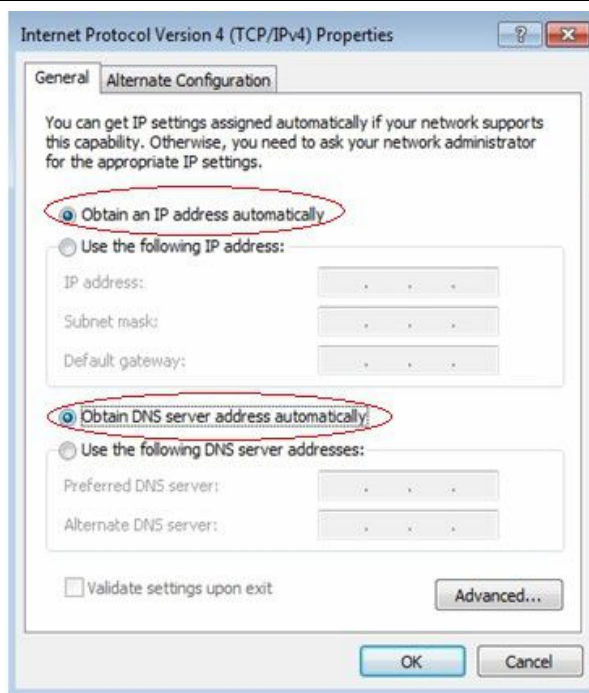 Internet Protocol Version 4 (TCP/IPv4) Properties
General
Alternate Configuration
You can get IP settings assigned automatically if your network supports
this capability. Otherwise, you need to ask your network administrator
for the appropriate IP settings.
Obtain an IP address automatically
Use the following IP address:
IP address:
Subnet mask:
Default gateway:
Obtain DNS server address automatically
Use the following DNS server addresses:
Preferred DNS server:
Alternate DNS server:
Validate settings upon exit
Advanced...
OK
Cancel